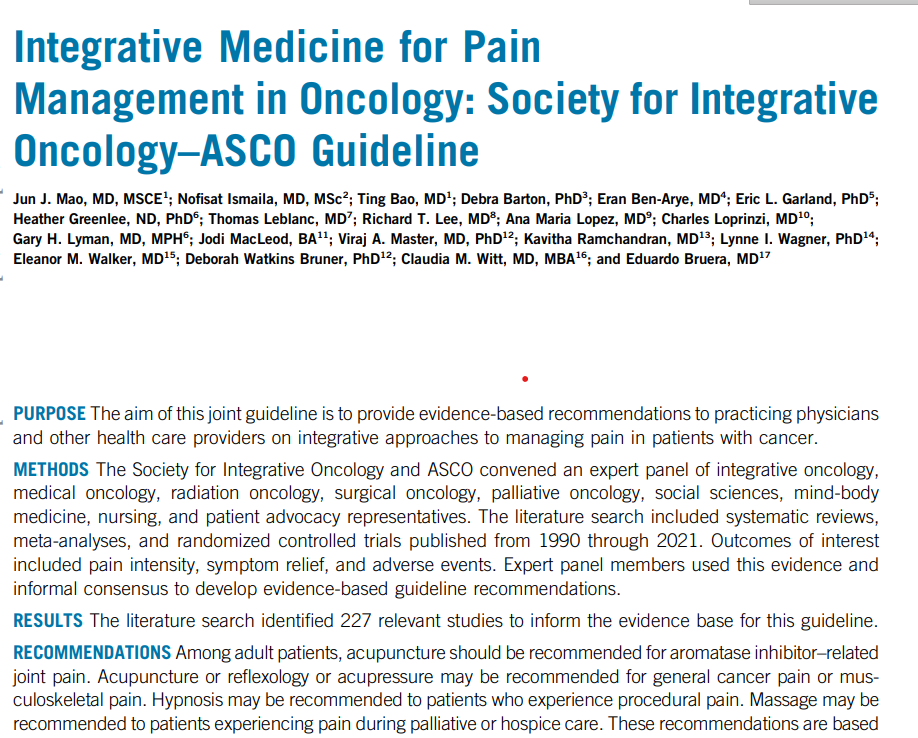 Integrative Medicine for Pain
Management in Oncology: Society for Integrative
Oncology–ASCO Guideline
Jun J. Mao, MD, MSCE¹; Nofisat Ismaila, MD, MSc²; Ting Bao, MD¹; Debra Barton, PhD³; Eran Ben-Arye, MD⁴; Eric L. Garland, PhD⁵;
Heather Greenlee, ND, PhD⁶; Thomas Leblanc, MD⁷; Richard T. Lee, MD⁸; Ana Maria Lopez, MD⁹; Charles Loprinzi, MD¹⁰;
Gary H. Lyman, MD, MPH⁶; Jodi MacLeod, BA¹¹; Viraj A. Master, MD, PhD¹²; Kavitha Ramchandran, MD¹³; Lynne I. Wagner, PhD¹⁴;
Eleanor M. Walker, MD¹⁵; Deborah Watkins Bruner, PhD¹²; Claudia M. Witt, MD, MBA¹⁶; and Eduardo Bruera, MD¹⁷
PURPOSE The aim of this joint guideline is to provide evidence-based recommendations to practicing physicians
and other health care providers on integrative approaches to managing pain in patients with cancer.
METHODS The Society for Integrative Oncology and ASCO convened an expert panel of integrative oncology,
medical oncology, radiation oncology, surgical oncology, palliative oncology, social sciences, mind-body
medicine, nursing, and patient advocacy representatives. The literature search included systematic reviews,
meta-analyses, and randomized controlled trials published from 1990 through 2021. Outcomes of interest
included pain intensity, symptom relief, and adverse events. Expert panel members used this evidence and
informal consensus to develop evidence-based guideline recommendations.
RESULTS The literature search identified 227 relevant studies to inform the evidence base for this guideline.
RECOMMENDATIONS Among adult patients, acupuncture should be recommended for aromatase inhibitor–related
joint pain. Acupuncture or reflexology or acupressure may be recommended for general cancer pain or mus-
culoskeletal pain. Hypnosis may be recommended to patients who experience procedural pain. Massage may be
recommended to patients experiencing pain during palliative or hospice care. These recommendations are based